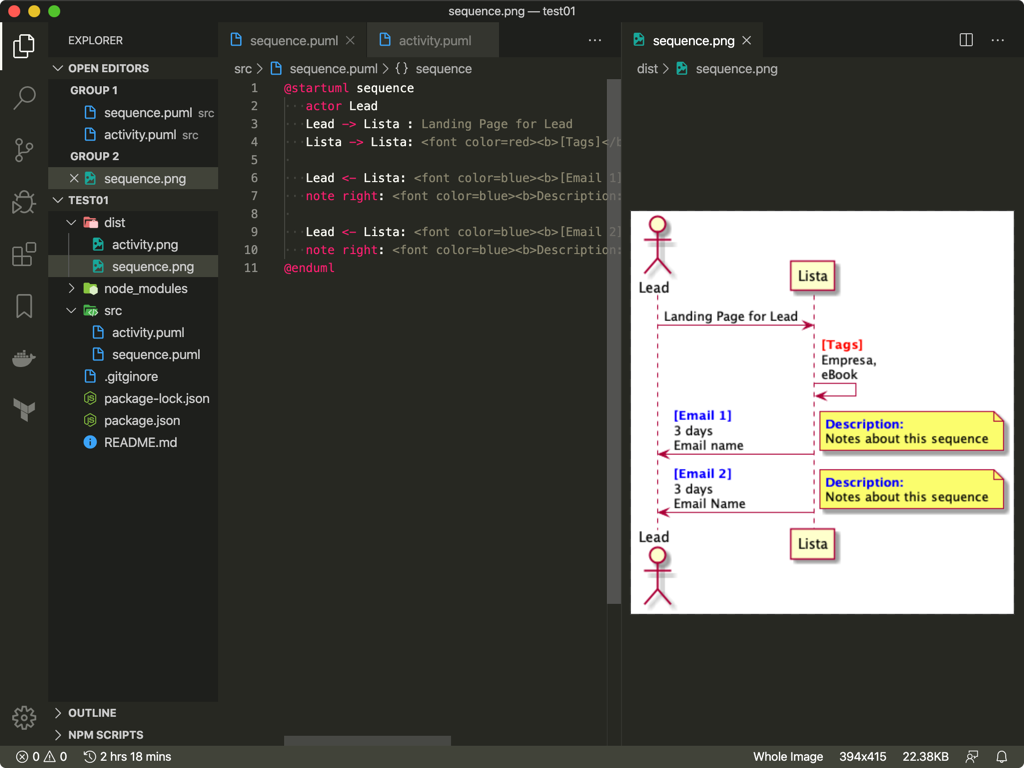 sequence.png — test01
EXPLORER
OPEN EDITORS
GROUP 1
sequence.puml src
activity.puml src
GROUP 2
sequence.png
TEST01
dist
activity.png
sequence.png
node_modules
src
activity.puml
sequence.puml
.gitginore
package-lock.json
package.json
README.md
OUTLINE
NPM SCRIPTS
sequence.puml
activity.puml
src > sequence.puml > {} sequence
1 @startuml sequence
2 actor Lead
3 Lead -> Lista : Landing Page for Lead
4 Lista -> Lista: <font color=red><b>[Tags]</b
5
6 Lead <- Lista: <font color=blue><b>[Email 1]
7 note right: <font color=blue><b>Description:
8
9 Lead <- Lista: <font color=blue><b>[Email 2]
10 note right: <font color=blue><b>Description:
11 @enduml
sequence.png
dist > sequence.png
Lead
Lista
Landing Page for Lead
[Tags]
Empresa,
eBook
[Email 1]
3 days
Email name
Description:
Notes about this sequence
[Email 2]
3 days
Email Name
Description:
Notes about this sequence
Lead
Lista
0 0 2 hrs 18 mins
Whole Image 394x415 22.38KB